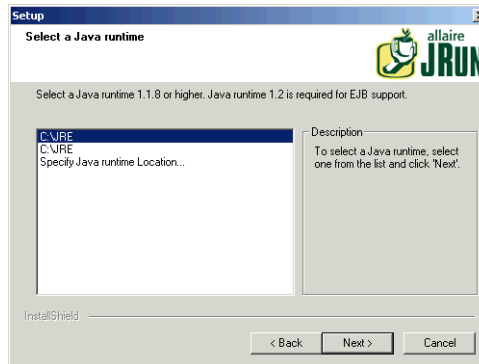 Setup
Select a Java runtime
allaire
JRUN
Select a Java runtime 1.1.8 or higher. Java runtime 1.2 is required for EJB support.
C:\JRE
C:\JRE
Specify Java runtime Location...
Description
To select a Java runtime, select
one from the list and click 'Next'.
InstallShield
< Back
Next >
Cancel